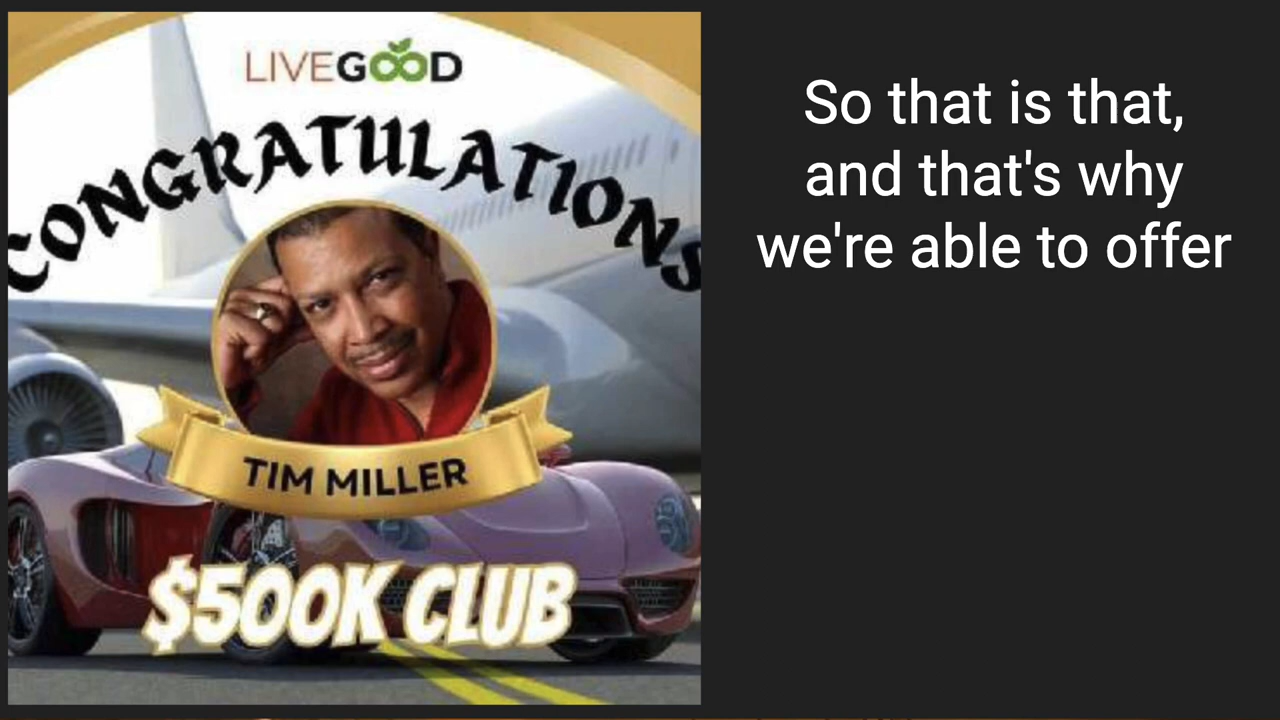 LIVEGOOD
CONGRATULATIONS
TIM MILLER
$500K CLUB
So that is that,
and that's why
we're able to offer